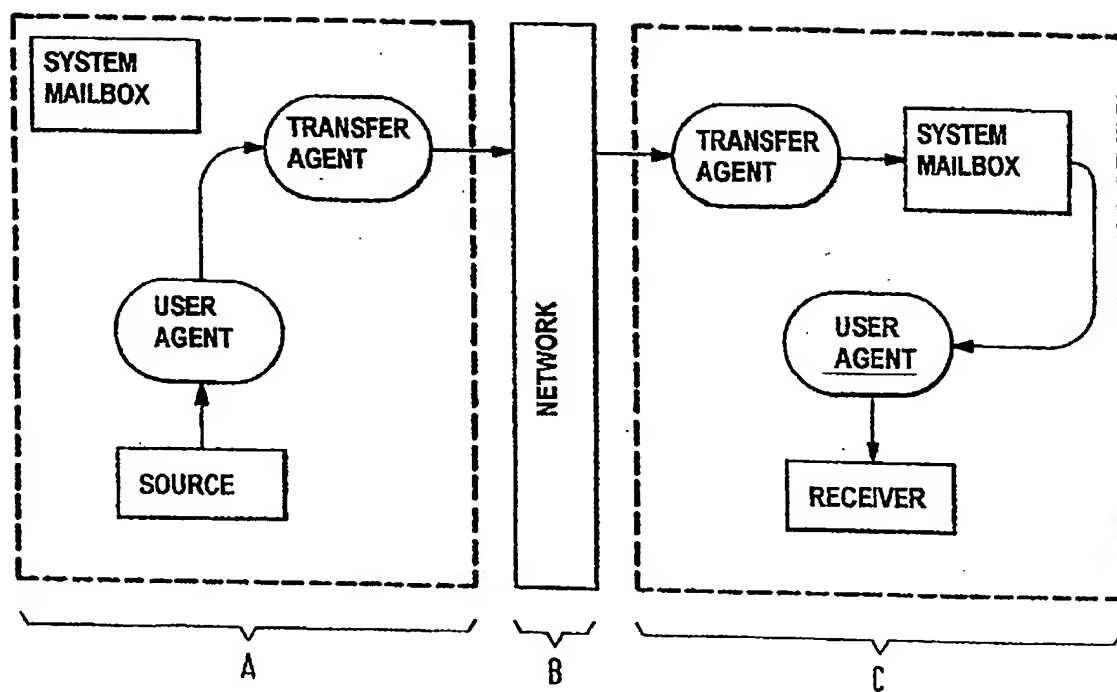 SYSTEM
MAILBOX
TRANSFER
AGENT
USER
AGENT
SOURCE
NETWORK
TRANSFER
AGENT
SYSTEM
MAILBOX
USER
AGENT
RECEIVER
A
B
C